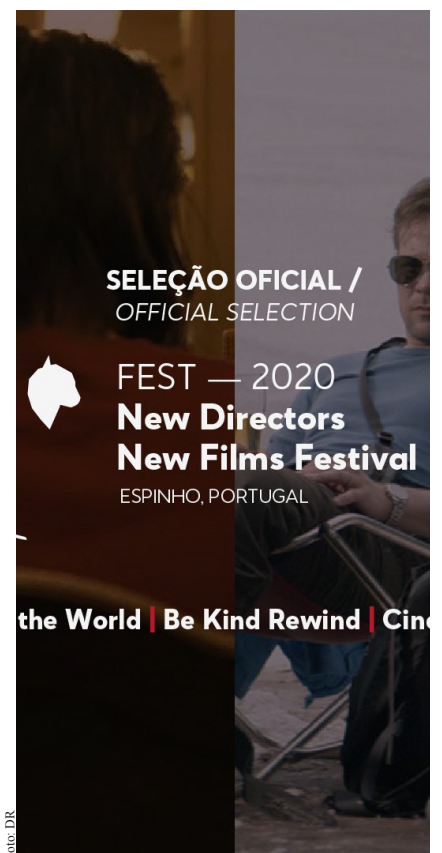 SELEÇÃO OFICIAL /
OFFICIAL SELECTION
FEST — 2020
New Directors
New Films Festival
ESPINHO, PORTUGAL
the World | Be Kind Rewind | Cine
oto: DR